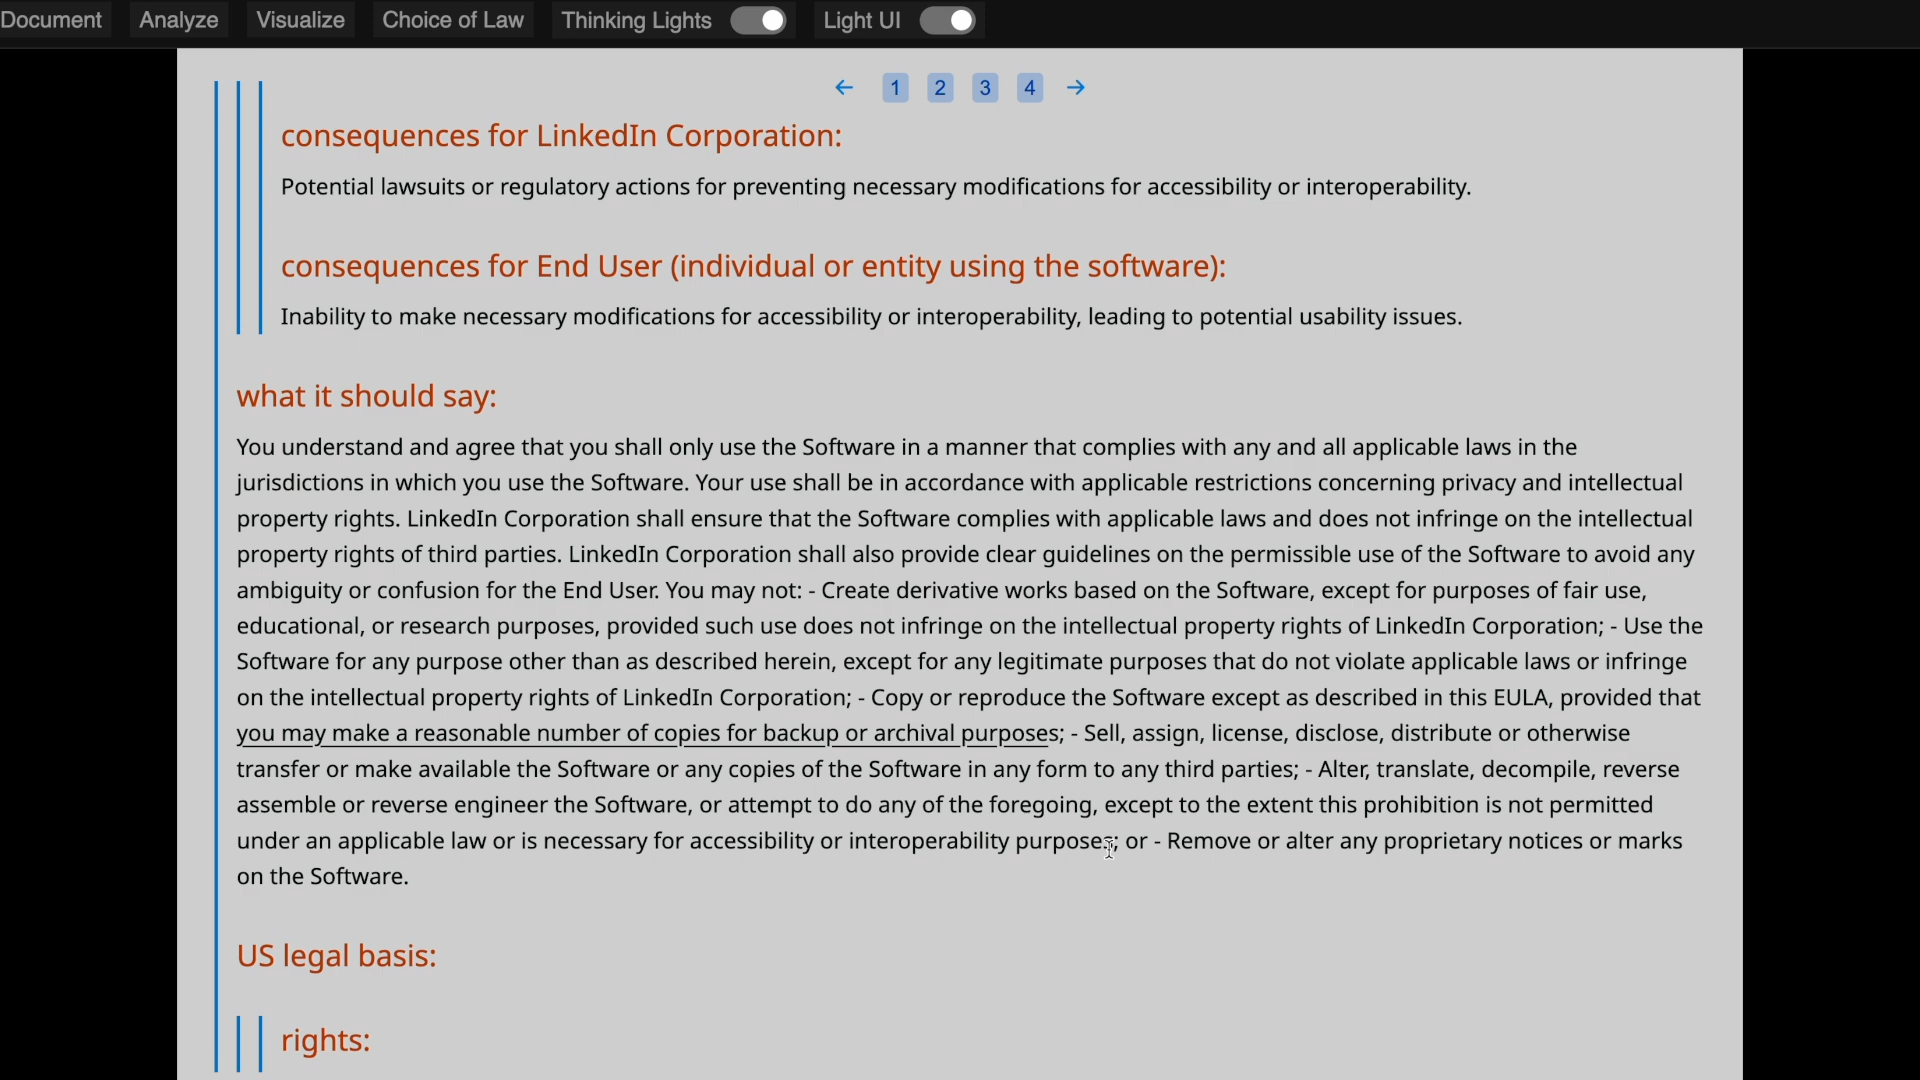 Document Analyze Visualize Choice of Law Thinking Lights Light UI
← 1 2 3 4 →
consequences for LinkedIn Corporation:
Potential lawsuits or regulatory actions for preventing necessary modifications for accessibility or interoperability.
consequences for End User (individual or entity using the software):
Inability to make necessary modifications for accessibility or interoperability, leading to potential usability issues.
what it should say:
You understand and agree that you shall only use the Software in a manner that complies with any and all applicable laws in the
jurisdictions in which you use the Software. Your use shall be in accordance with applicable restrictions concerning privacy and intellectual
property rights. LinkedIn Corporation shall ensure that the Software complies with applicable laws and does not infringe on the intellectual
property rights of third parties. LinkedIn Corporation shall also provide clear guidelines on the permissible use of the Software to avoid any
ambiguity or confusion for the End User. You may not: - Create derivative works based on the Software, except for purposes of fair use,
educational, or research purposes, provided such use does not infringe on the intellectual property rights of LinkedIn Corporation; - Use the
Software for any purpose other than as described herein, except for any legitimate purposes that do not violate applicable laws or infringe
on the intellectual property rights of LinkedIn Corporation; - Copy or reproduce the Software except as described in this EULA, provided that
you may make a reasonable number of copies for backup or archival purposes; - Sell, assign, license, disclose, distribute or otherwise
transfer or make available the Software or any copies of the Software in any form to any third parties; - Alter, translate, decompile, reverse
assemble or reverse engineer the Software, or attempt to do any of the foregoing, except to the extent this prohibition is not permitted
under an applicable law or is necessary for accessibility or interoperability purposes; or - Remove or alter any proprietary notices or marks
on the Software.
US legal basis:
rights: